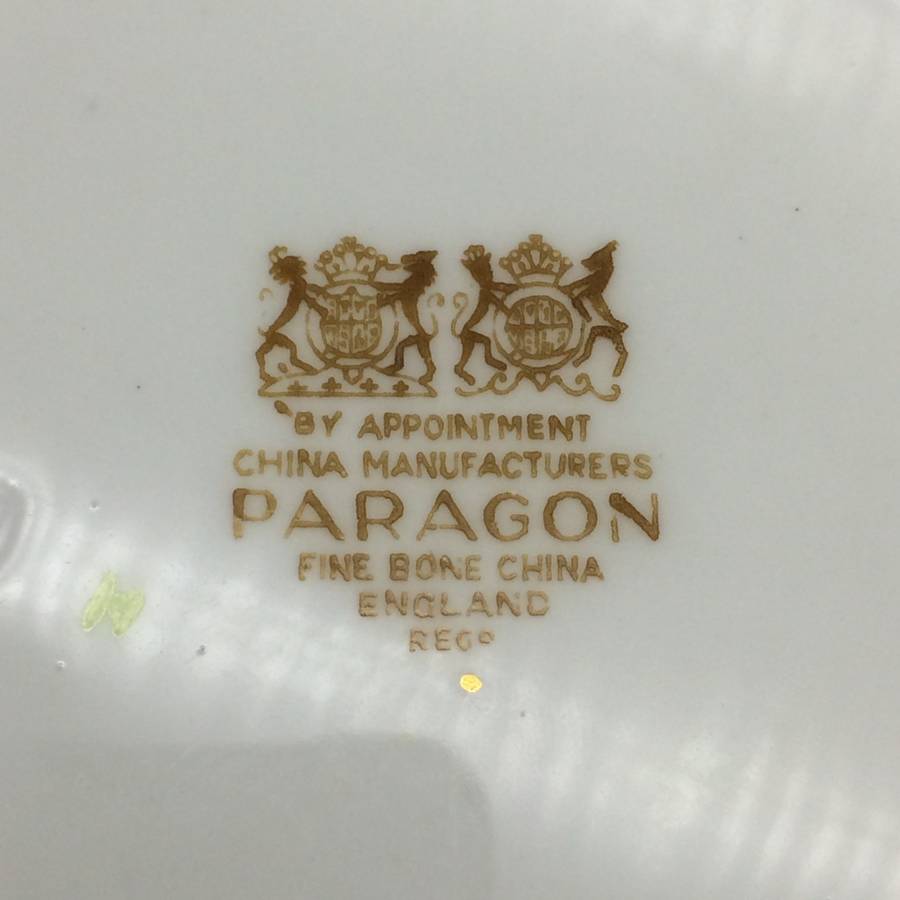 BY APPOINTMENT
CHINA MANUFACTURERS
PARAGON
FINE BONE CHINA
ENGLAND
REGD